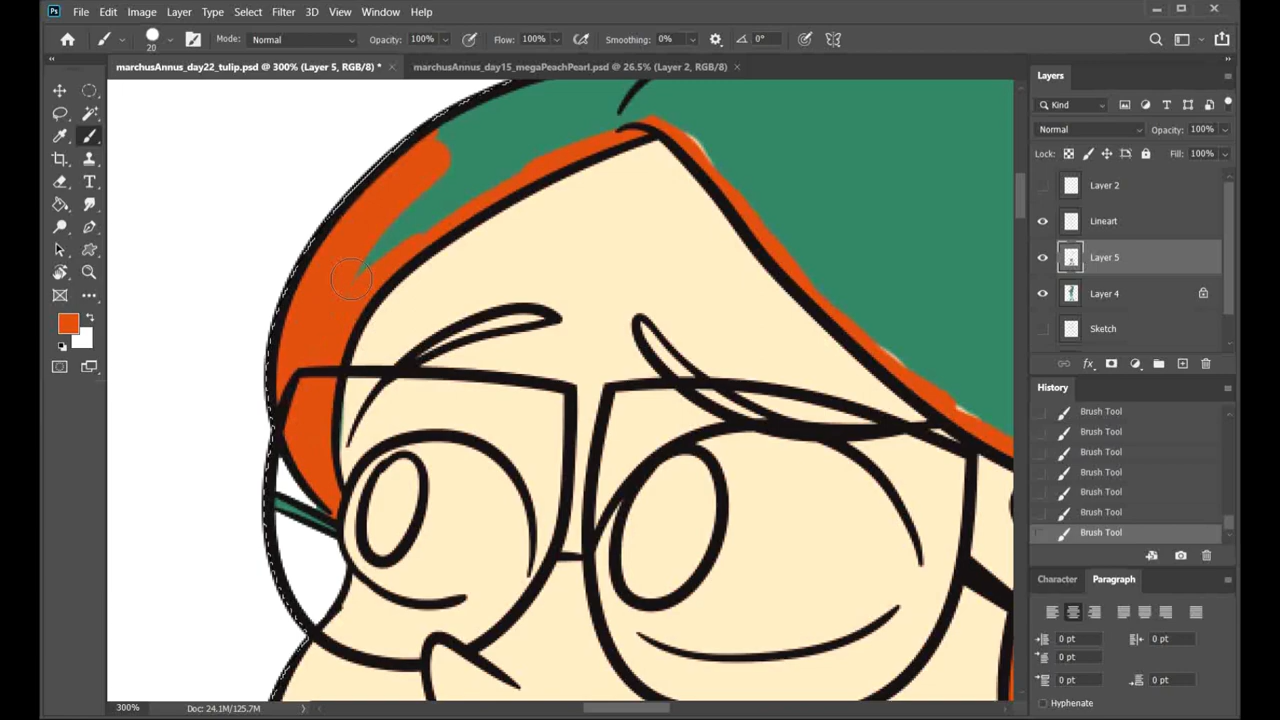 Ps File Edit Image Layer Type Select Filter 3D View Window Help
20 Mode: Normal Opacity: 100% Flow: 100% Smoothing: 0% 0°
marchusAnnus_day22_tulip.psd @ 300% (Layer 5, RGB/8) * × marchusAnnus_day15_megaPeachPearl.psd @ 26.5% (Layer 2, RGB/8) ×
Layers
Kind
Normal Opacity: 100%
Lock: Fill: 100%
Layer 2
Lineart
Layer 5
Layer 4
Sketch
fx
History
Brush Tool
Brush Tool
Brush Tool
Brush Tool
Brush Tool
Brush Tool
Brush Tool
Character Paragraph
0 pt 0 pt
0 pt
0 pt 0 pt
Hyphenate
300% Doc: 24.1M/125.7M